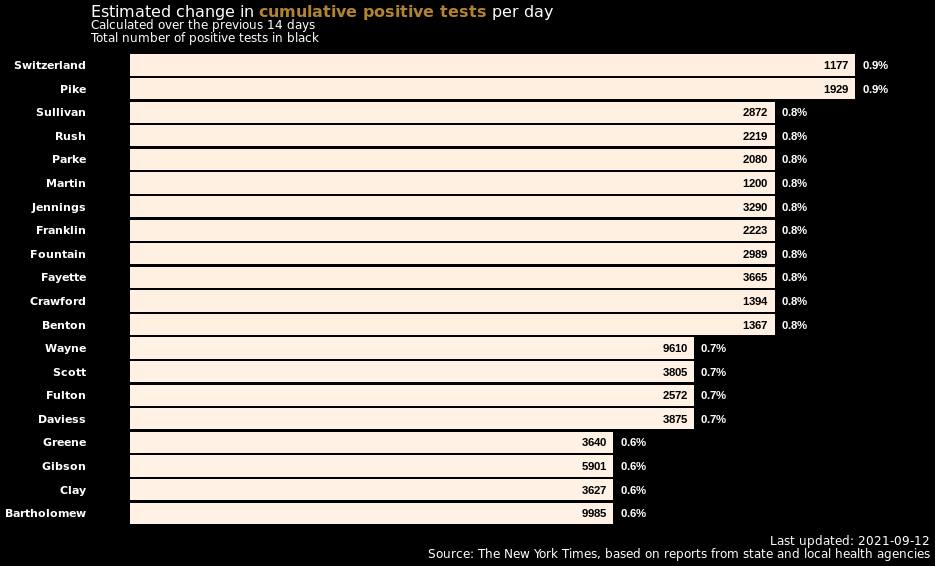 Estimated change in cumulative positive tests per day
Calculated over the previous 14 days
Total number of positive tests in black
Switzerland 1177 0.9%
Pike 1929 0.9%
Sullivan 2872 0.8%
Rush 2219 0.8%
Parke 2080 0.8%
Martin 1200 0.8%
Jennings 3290 0.8%
Franklin 2223 0.8%
Fountain 2989 0.8%
Fayette 3665 0.8%
Crawford 1394 0.8%
Benton 1367 0.8%
Wayne 9610 0.7%
Scott 3805 0.7%
Fulton 2572 0.7%
Daviess 3875 0.7%
Greene 3640 0.6%
Gibson 5901 0.6%
Clay 3627 0.6%
Bartholomew 9985 0.6%
Last updated: 2021-09-12
Source: The New York Times, based on reports from state and local health agencies